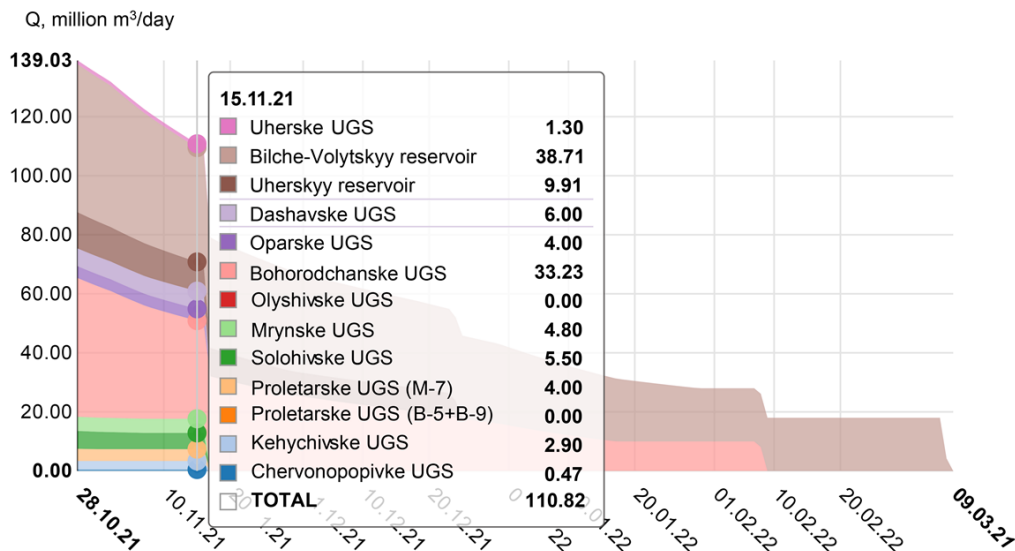 Q, million m³/day
139.03
120.00
100.00
80.00
60.00
40.00
20.00
0.00
15.11.21
Uherske UGS 1.30
Bilche-Volytskyy reservoir 38.71
Uherskyy reservoir 9.91
Dashavske UGS 6.00
Oparske UGS 4.00
Bohorodchanske UGS 33.23
Olyshivske UGS 0.00
Mrynske UGS 4.80
Solohivske UGS 5.50
Proletarske UGS (M-7) 4.00
Proletarske UGS (B-5+B-9) 0.00
Kehychivske UGS 2.90
Chervonopopivke UGS 0.47
TOTAL 110.82
28.10.21
10.11.21
20.12.21
20.01.22
01.02.22
10.02.22
20.02.22
09.03.21